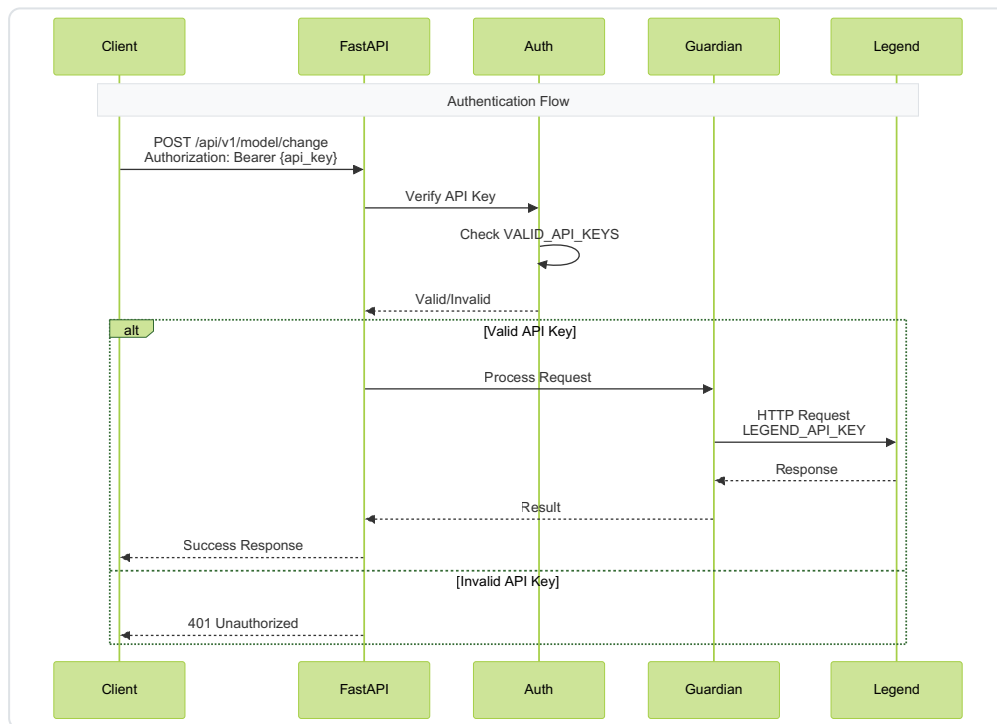 Client
FastAPI
Auth
Guardian
Legend
Authentication Flow
POST /api/v1/model/change
Authorization: Bearer {api_key}
Verify API Key
Check VALID_API_KEYS
Valid/Invalid
alt
[Valid API Key]
Process Request
HTTP Request
LEGEND_API_KEY
Response
Result
Success Response
[Invalid API Key]
401 Unauthorized
Client
FastAPI
Auth
Guardian
Legend